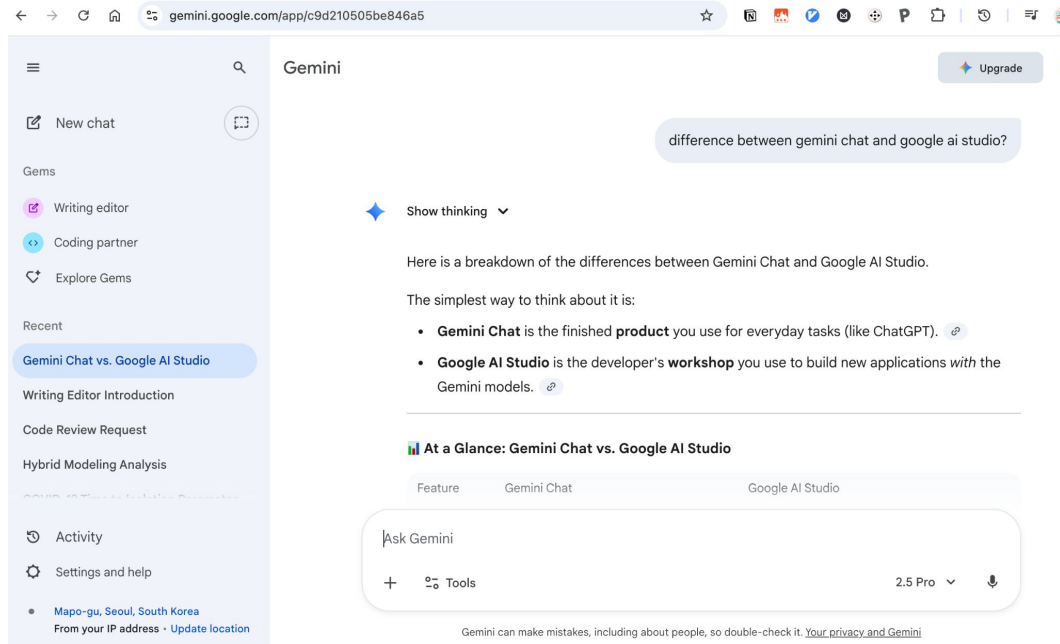 gemini.google.com/app/c9d210505be846a5
Gemini
Upgrade
New chat
Gems
Writing editor
Coding partner
Explore Gems
Recent
Gemini Chat vs. Google AI Studio
Writing Editor Introduction
Code Review Request
Hybrid Modeling Analysis
Activity
Settings and help
Mapo-gu, Seoul, South Korea
From your IP address • Update location
difference between gemini chat and google ai studio?
Show thinking
Here is a breakdown of the differences between Gemini Chat and Google AI Studio.
The simplest way to think about it is:
• Gemini Chat is the finished product you use for everyday tasks (like ChatGPT).
• Google AI Studio is the developer's workshop you use to build new applications with the
Gemini models.
At a Glance: Gemini Chat vs. Google AI Studio
Feature Gemini Chat Google AI Studio
Ask Gemini
Tools 2.5 Pro
Gemini can make mistakes, including about people, so double-check it. Your privacy and Gemini